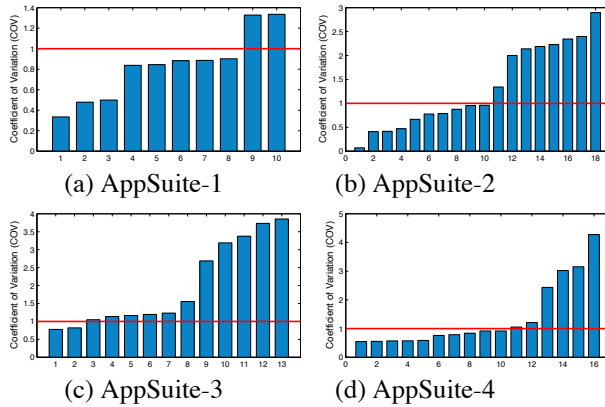 Coefficient of Variation (COV)
1.4
1.2
1
0.8
0.6
0.4
0.2
0
1 2 3 4 5 6 7 8 9 10
(a) AppSuite-1
Coefficient of Variation (COV)
3
2.5
2
1.5
1
0.5
0
0 2 4 6 8 10 12 14 16 18
(b) AppSuite-2
Coefficient of Variation (COV)
4
3.5
3
2.5
2
1.5
1
0.5
0
1 2 3 4 5 6 7 8 9 10 11 12 13
(c) AppSuite-3
Coefficient of Variation (COV)
5
4
3
2
1
0
0 2 4 6 8 10 12 14 16
(d) AppSuite-4